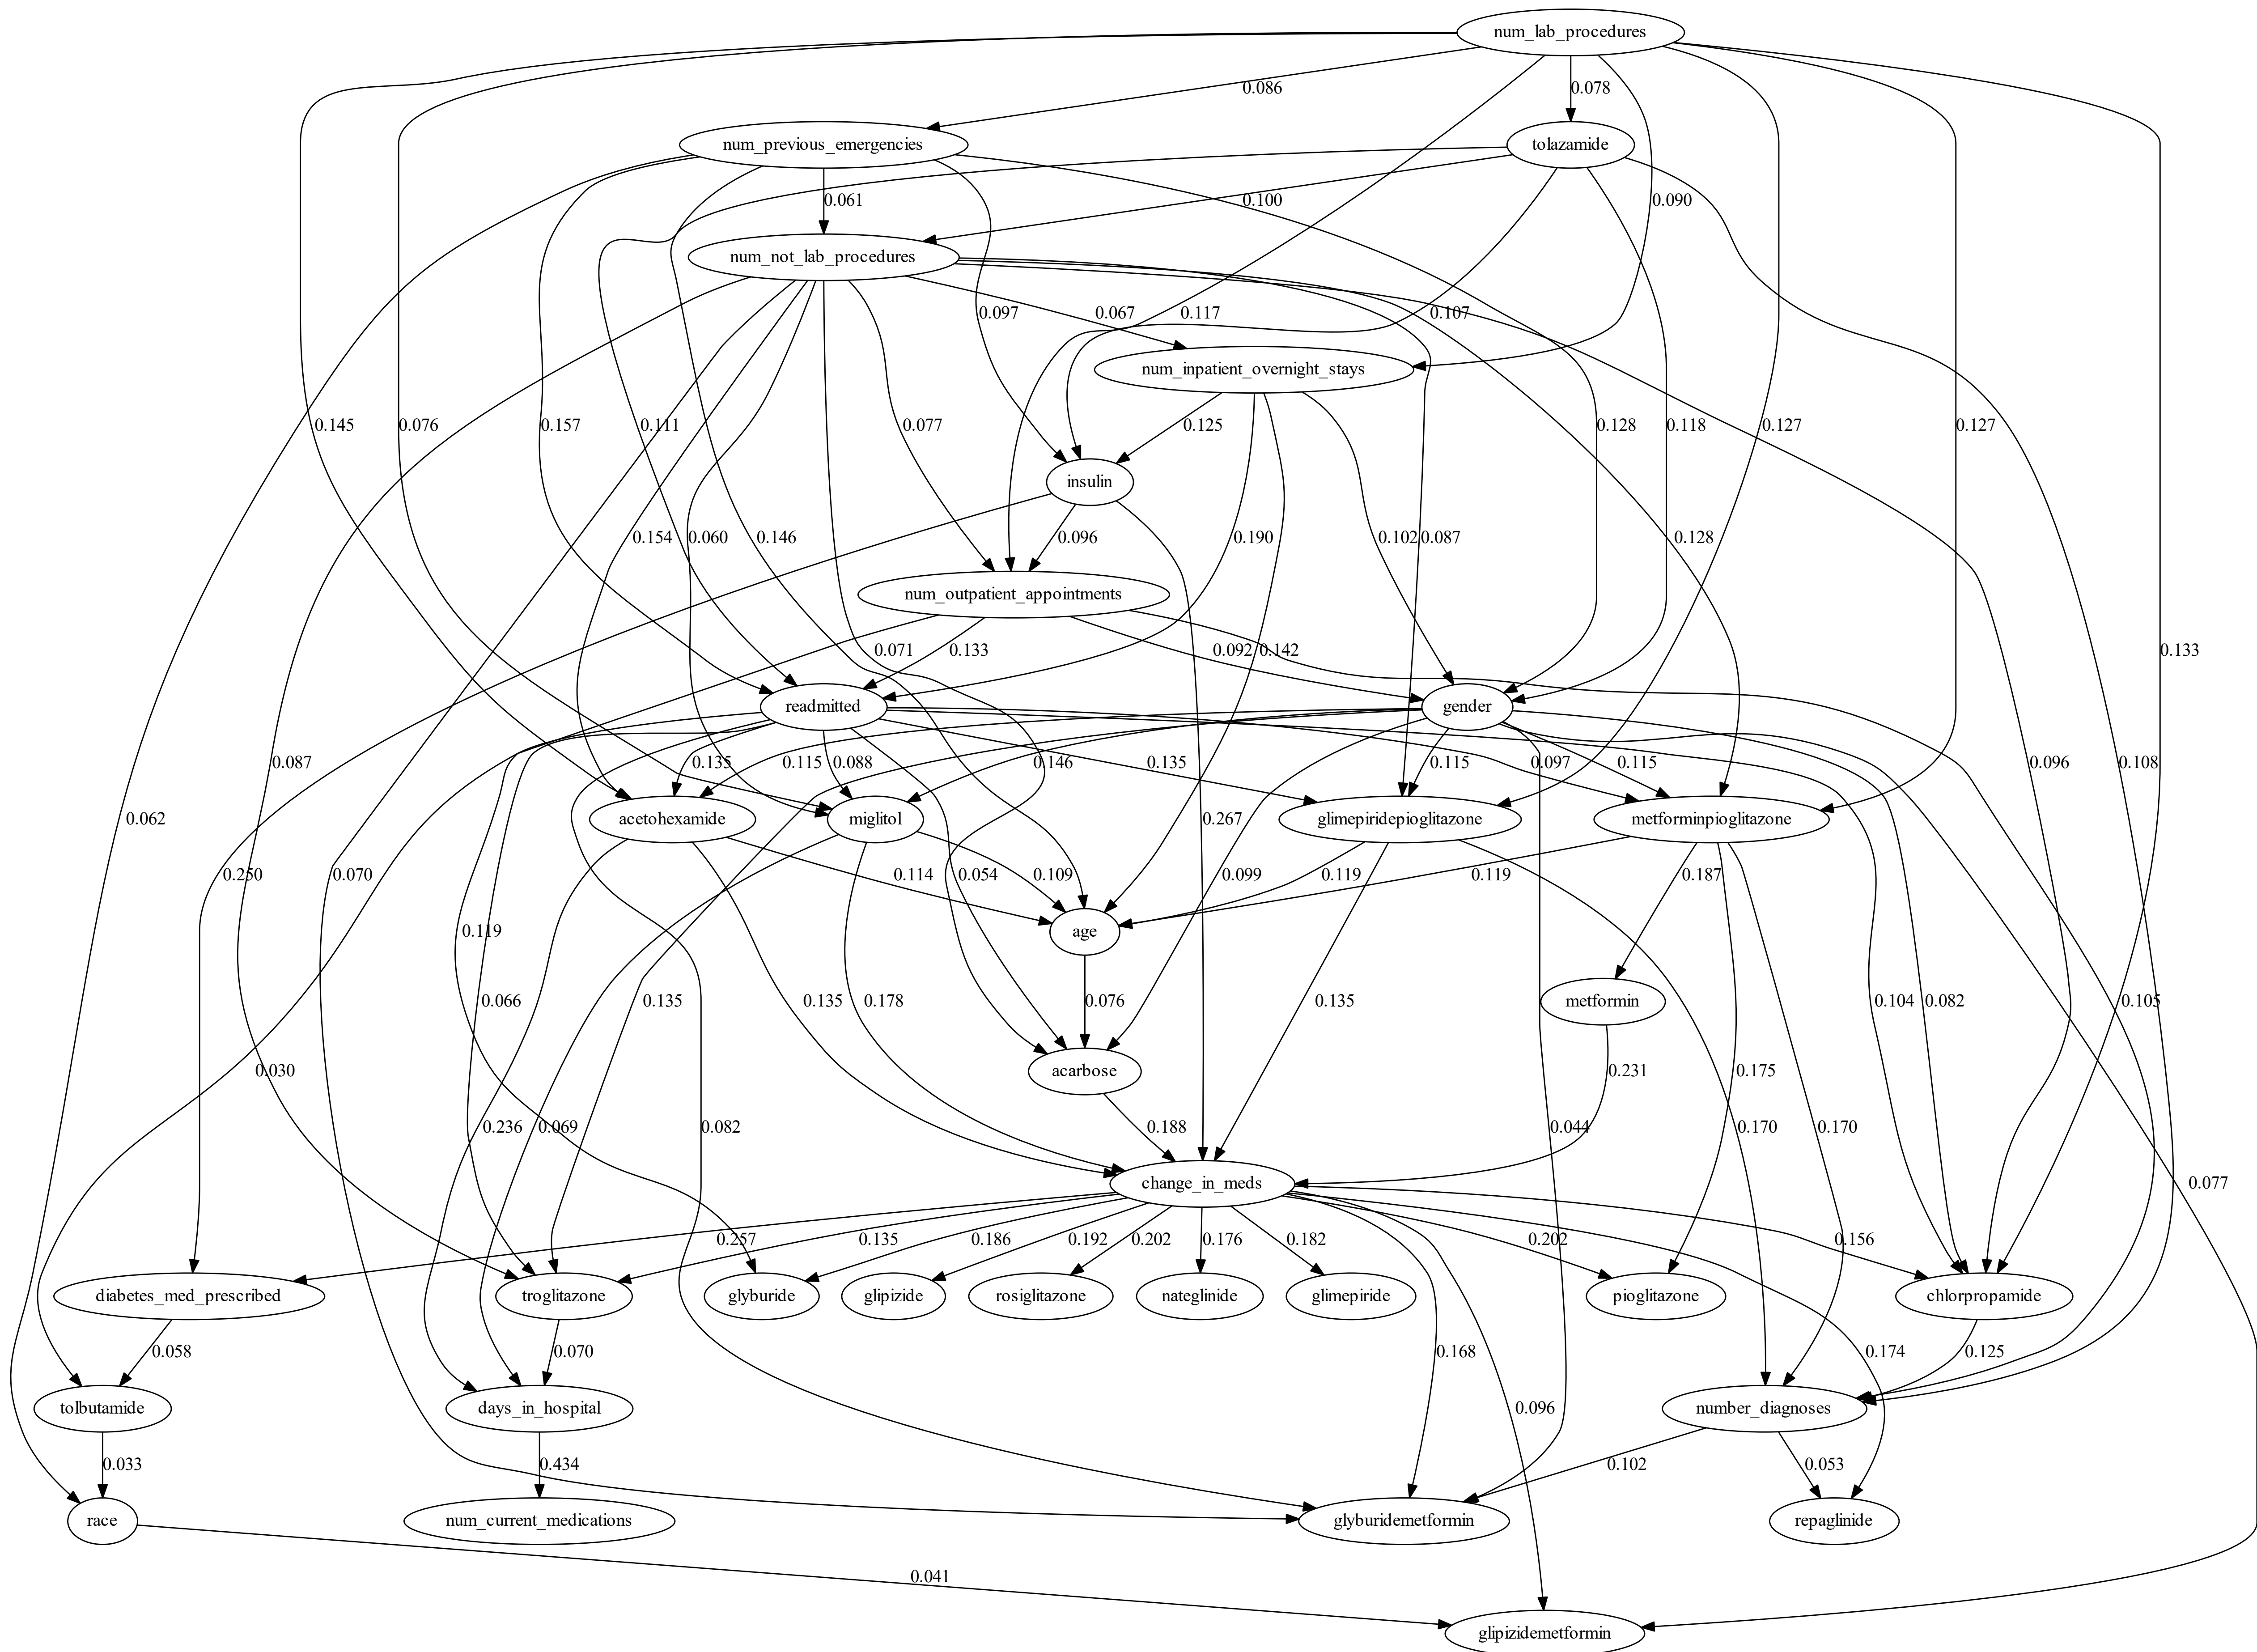 num_lab_procedures
0.086
0.078
num_previous_emergencies
tolazamide
0.061
0.100
0.090
num_not_lab_procedures
0.097
0.067
0.117
0.107
num_inpatient_overnight_stays
0.145
0.076
0.157
0.111
0.077
0.125
0.102
0.128
0.118
0.127
0.127
insulin
0.154
0.060
0.146
0.096
0.190
0.087
0.128
num_outpatient_appointments
0.071
0.133
0.092
0.142
0.133
readmitted
gender
0.087
0.135
0.115
0.088
0.146
0.135
0.115
0.097
0.115
0.096
0.108
0.062
acetohexamide
miglitol
0.267
glimepiridepioglitazone
metforminpioglitazone
0.250
0.070
0.114
0.054
0.109
0.099
0.119
0.119
0.187
0.119
age
0.066
0.135
0.135
0.178
0.076
0.135
metformin
0.104
0.082
0.105
0.030
acarbose
0.231
0.175
0.236
0.069
0.082
0.188
0.044
0.170
0.170
change_in_meds
0.077
0.257
0.135
0.186
0.192
0.202
0.176
0.182
0.202
0.156
diabetes_med_prescribed
troglitazone
glyburide
glipizide
rosiglitazone
nateglinide
glimepiride
pioglitazone
chlorpropamide
0.058
0.070
0.168
0.174
0.125
tolbutamide
days_in_hospital
0.096
number_diagnoses
0.033
0.434
0.102
0.053
race
num_current_medications
glyburidemetformin
repaglinide
0.041
glipizidemetformin